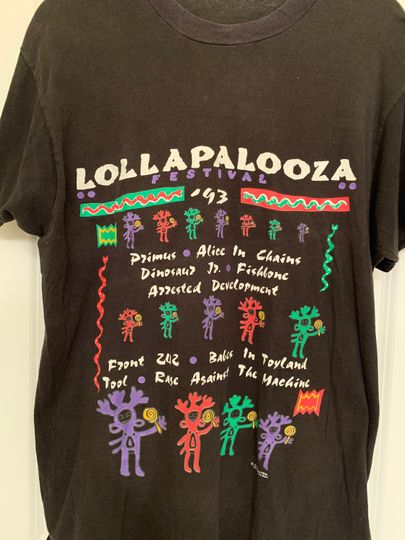 LOLLAPALOOZA
FESTIVAL
'93
Primus • Alice In Chains
Dinosaur Jr. • Fishbone
Arrested Development
Front 242 • Babes In Toyland
Tool • Rage Against The Machine